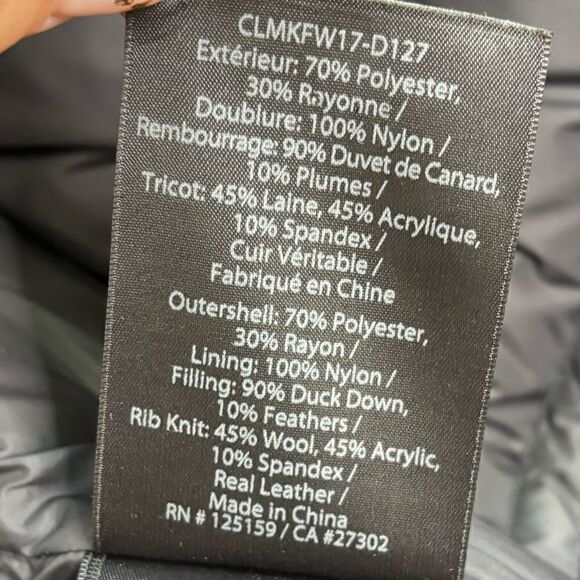 CLMKFW17-D127
Extérieur: 70% Polyester,
30% Rayonne /
Doublure: 100% Nylon /
Rembourrage: 90% Duvet de Canard,
10% Plumes /
Tricot: 45% Laine, 45% Acrylique,
10% Spandex /
Cuir Véritable /
Fabriqué en Chine
Outershell: 70% Polyester,
30% Rayon /
Lining: 100% Nylon /
Filling: 90% Duck Down,
10% Feathers /
Rib Knit: 45% Wool, 45% Acrylic,
10% Spandex /
Real Leather /
Made in China
RN # 125159 / CA #27302